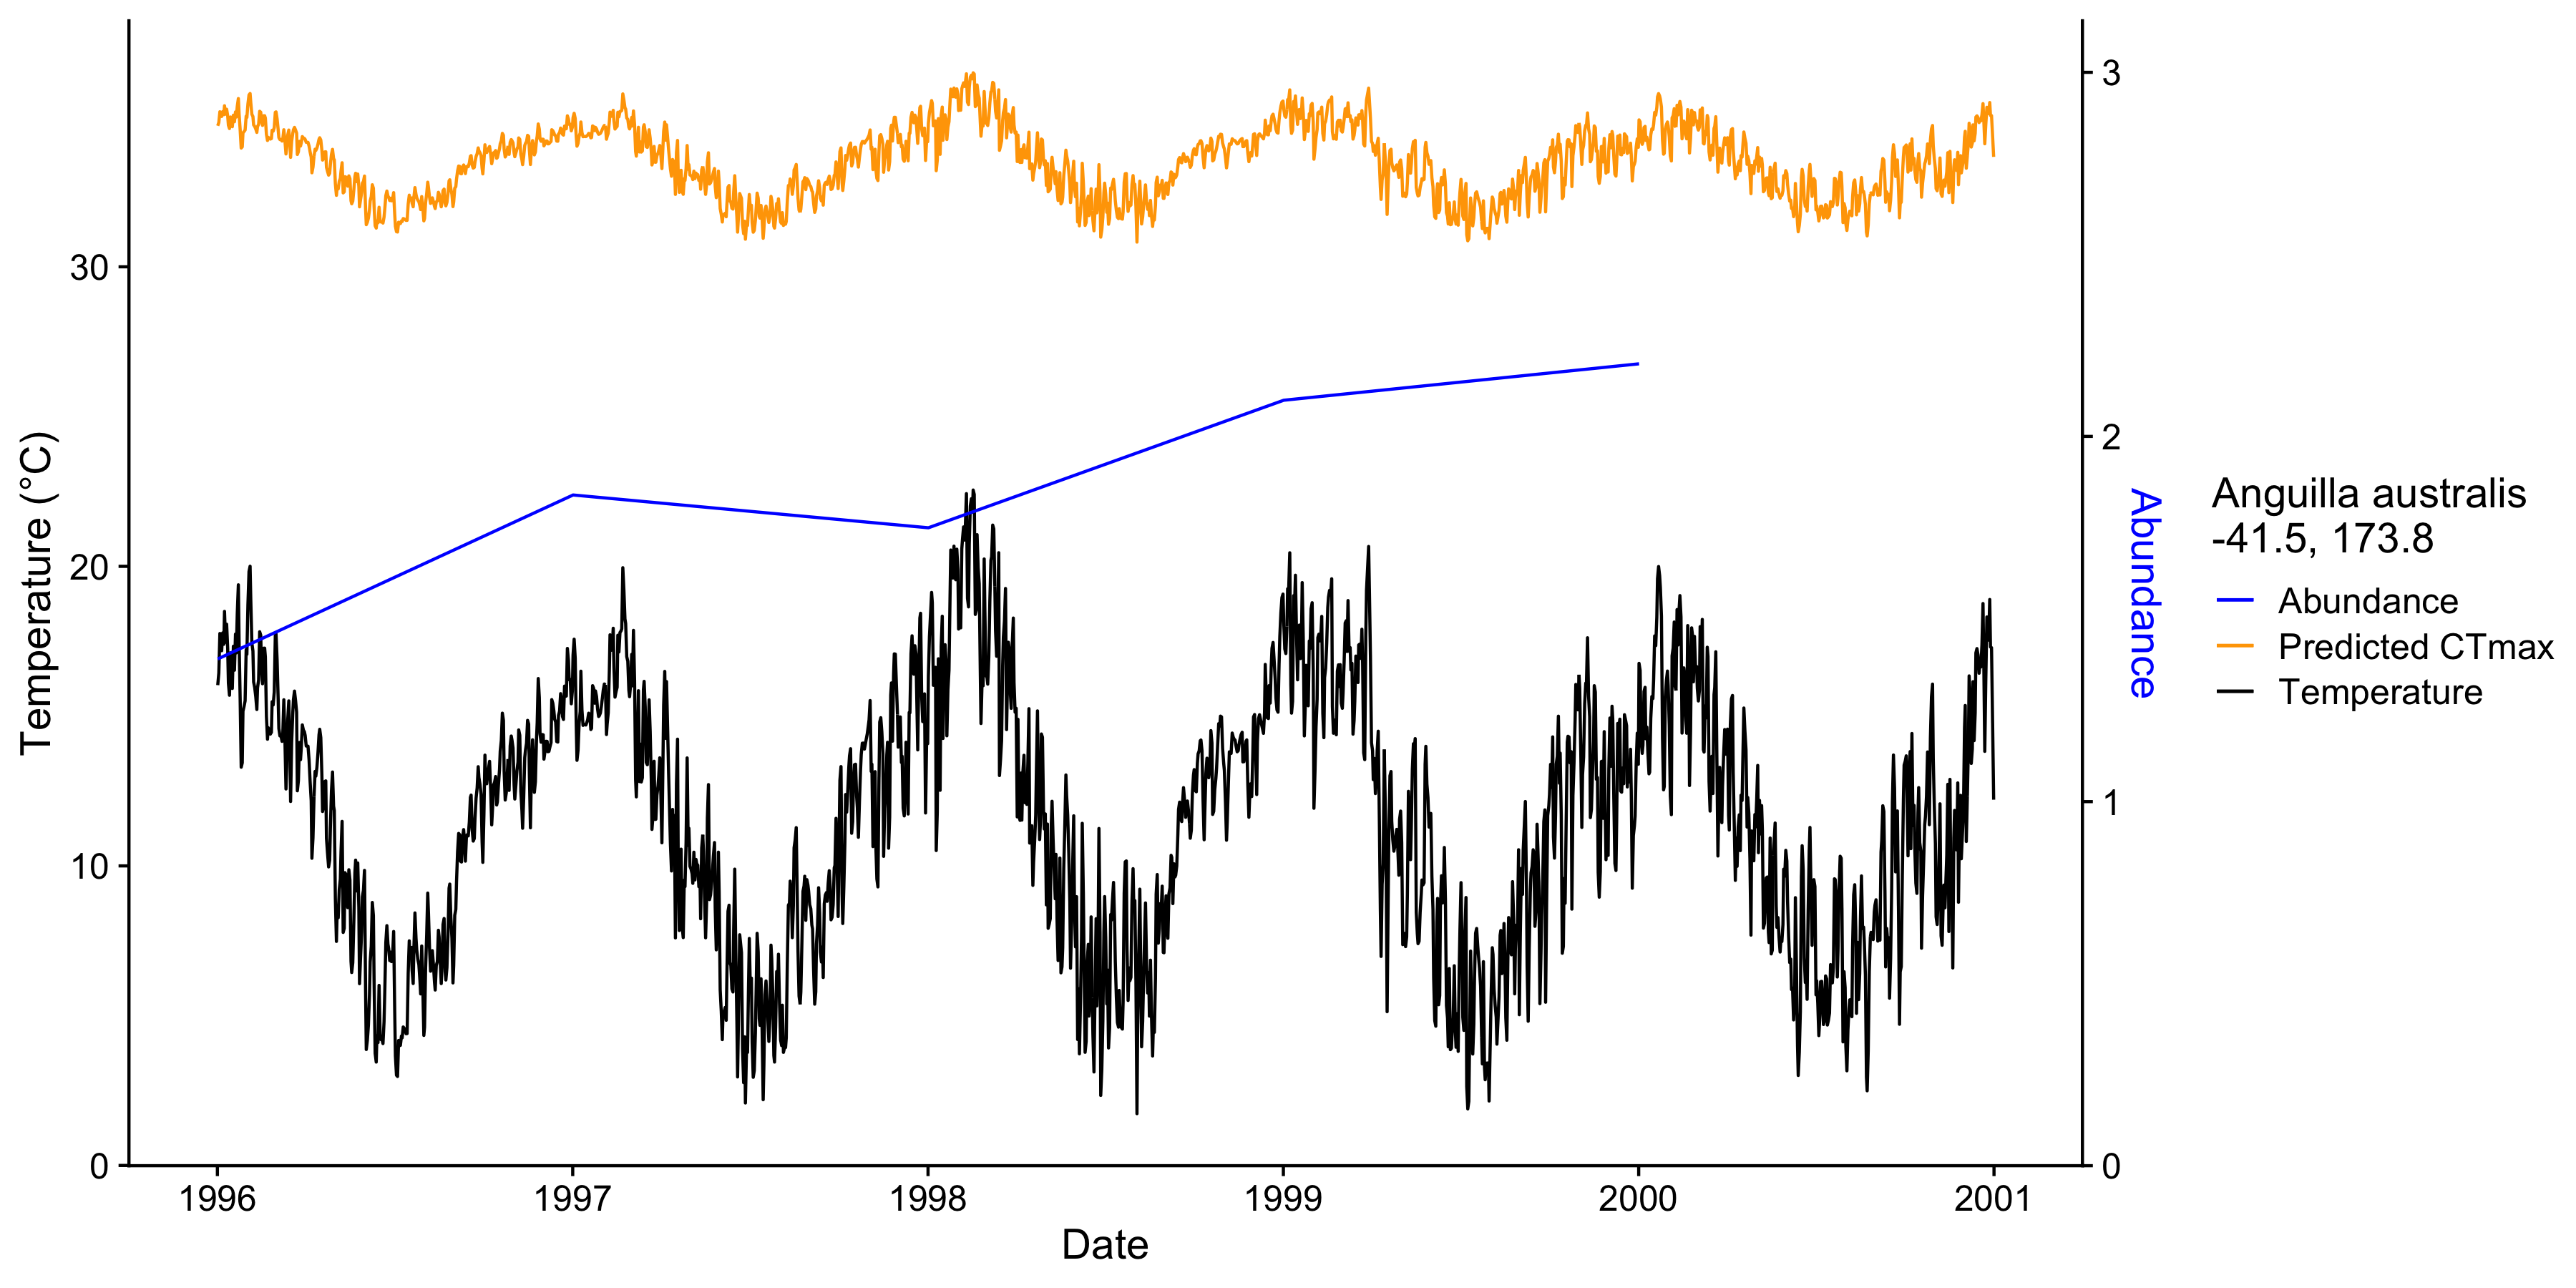 Temperature (°C)
30
20
10
0
1996
1997
1998
1999
2000
2001
Date
3
2
1
0
Abundance
Anguilla australis
-41.5, 173.8
Abundance
Predicted CTmax
Temperature